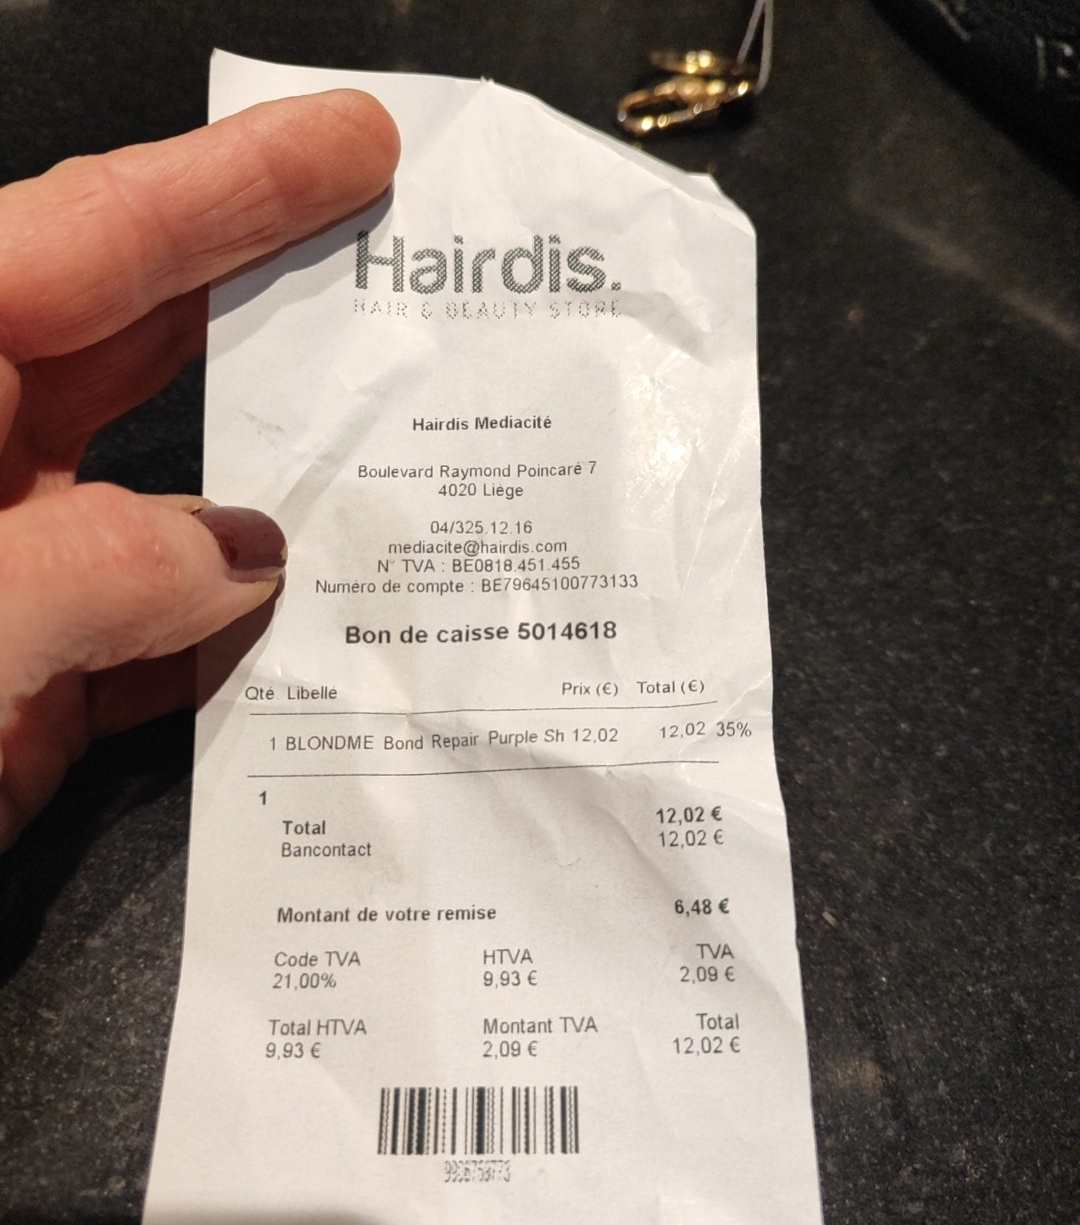 Hairdis.
HAIR & BEAUTY STORE
Hairdis Mediacité
Boulevard Raymond Poincaré 7
4020 Liège
04/325.12.16
mediacite@hairdis.com
N° TVA : BE0818.451.455
Numéro de compte : BE79645100773133
Bon de caisse 5014618
Qté Libellé Prix (€) Total (€)
1 BLONDME Bond Repair Purple Sh 12,02 12,02 35%
1
Total 12,02 €
Bancontact 12,02 €
Montant de votre remise 6,48 €
Code TVA HTVA TVA
21,00% 9,93 € 2,09 €
Total HTVA Montant TVA Total
9,93 € 2,09 € 12,02 €